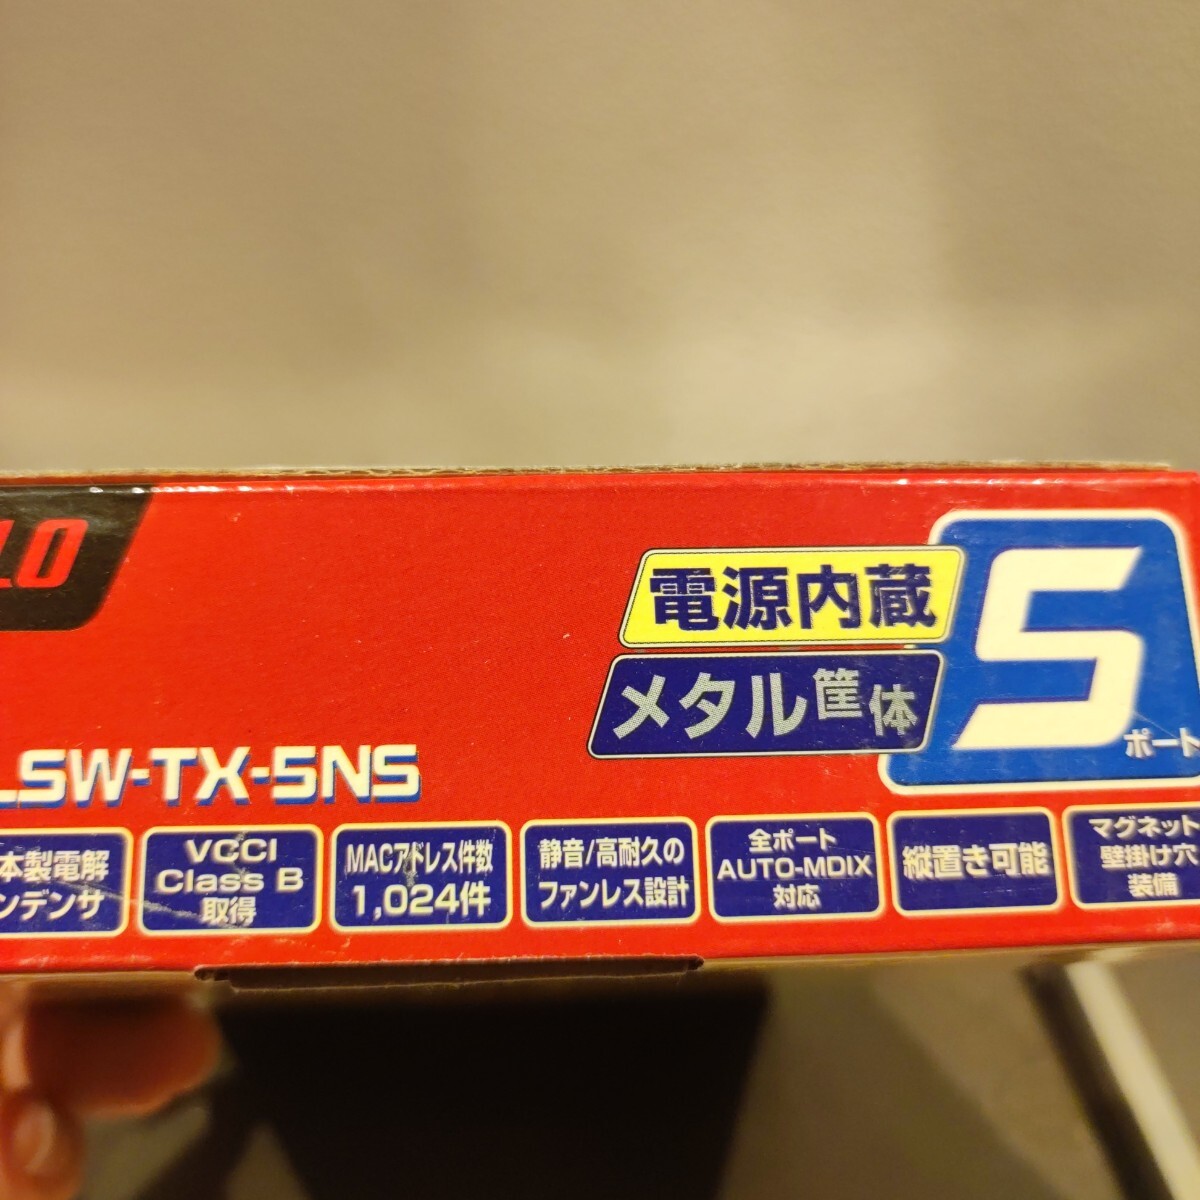 LO
電源内蔵
メタル筐体
5
ポート
LSW-TX-5NS
本製電解
ンデンサ
VCCI
Class B
取得
MACアドレス件数
1,024件
静音/高耐久の
ファンレス設計
全ポート
AUTO-MDIX
対応
縦置き可能
マグネット
壁掛け穴
装備